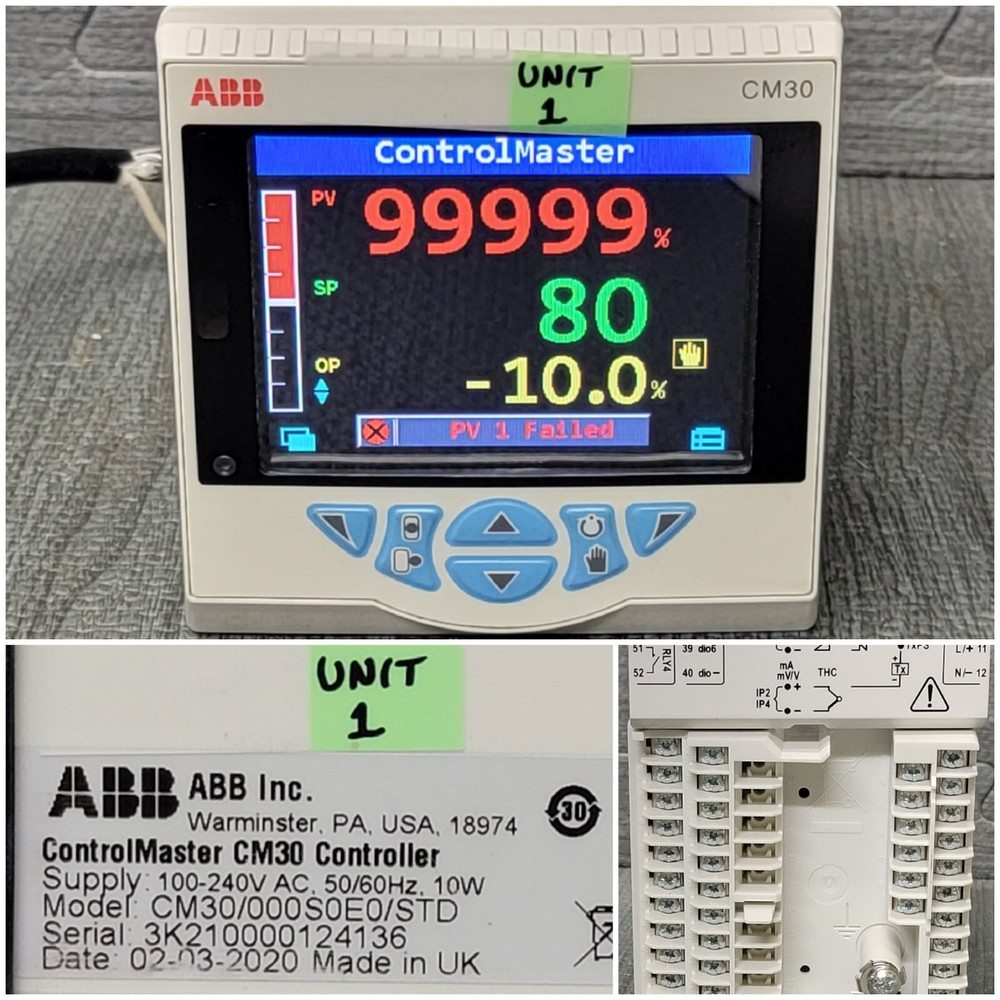 ABB
UNIT
1
CM30
ControlMaster
PV
99999%
SP
80
OP
-10.0%
PV 1 Failed
UNIT
1
ABB ABB Inc.
Warminster, PA, USA, 18974
30
ControlMaster CM30 Controller
Supply: 100-240V AC, 50/60Hz, 10W
Model: CM30/000S0E0/STD
Serial: 3K210000124136
Date: 02-03-2020 Made in UK
51
52
RLY4
39 dio6
40 dio−
mA
mV/V
THC
IP2
IP4
+
-
+
Tx
L/+ 11
N/− 12